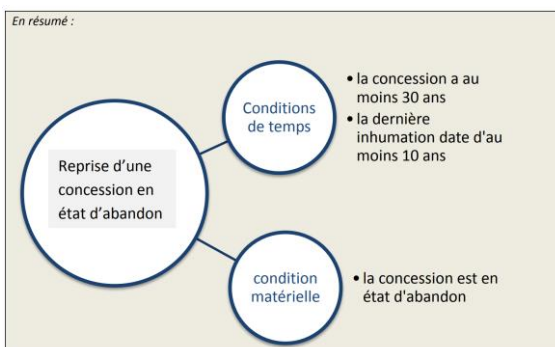 En résumé :
Reprise d’une
concession en
état d’abandon
Conditions
de temps
• la concession a au
moins 30 ans
• la dernière
inhumation date d'au
moins 10 ans
condition
matérielle
• la concession est en
état d'abandon